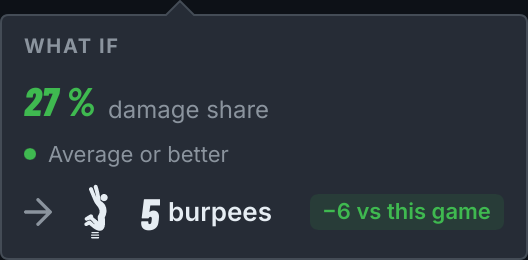 WHAT IF
27 % damage share
Average or better
5 burpees −6 vs this game